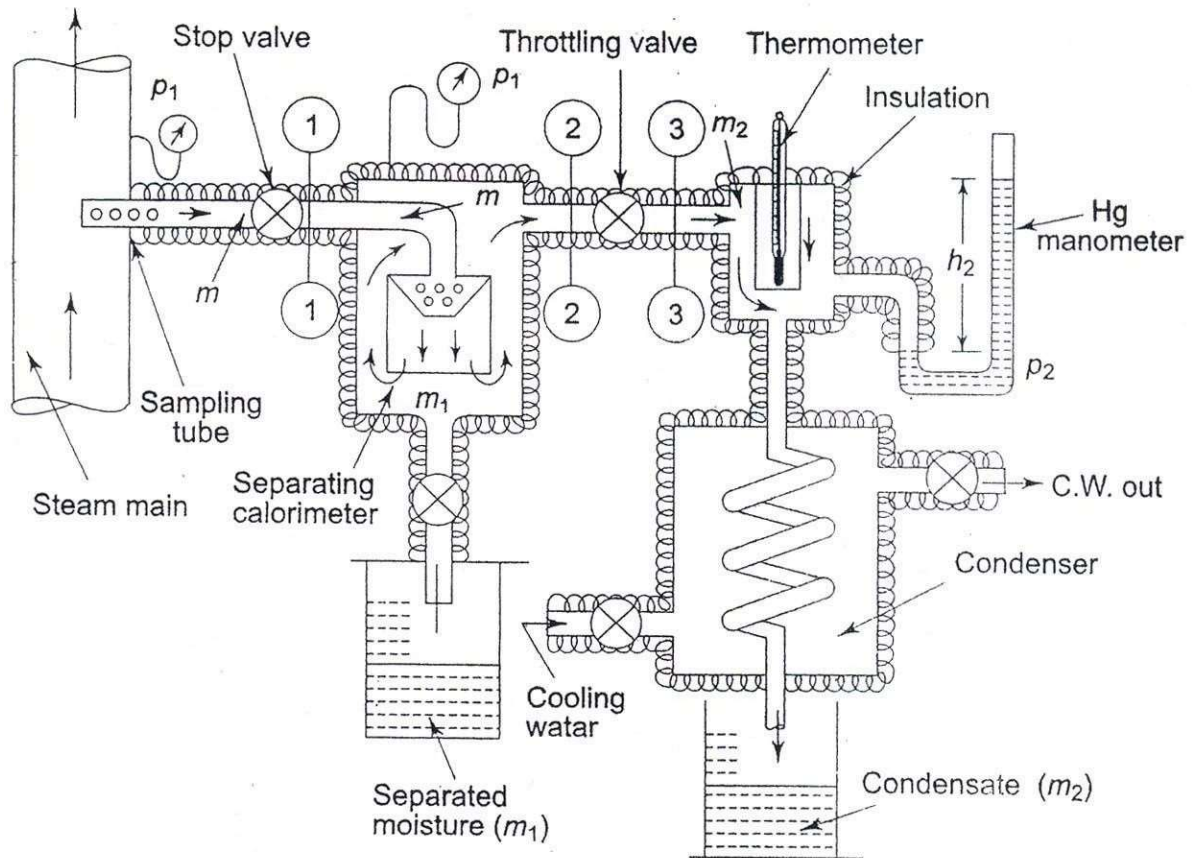 Stop valve
Throttling valve
Thermometer
p1
p1
Insulation
1
2
3
m2
m
m
Hg
manometer
h2
1
2
3
p2
m1
Sampling
tube
Separating
calorimeter
Steam main
C.W. out
Condenser
Cooling
watar
Separated
moisture (m1)
Condensate (m2)